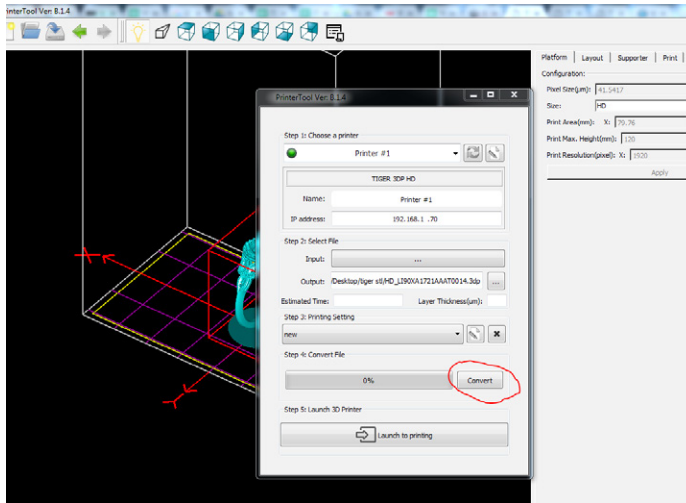 PrinterTool Ver: 8.1.4
Platform Layout Supporter Print
Configuration:
Pixel Size(μm): 41.5417
Size: HD
Print Area(mm): X: 79.76
Print Max. Height(mm): 120
Print Resolution(pixel): X: 1920
Apply
PrinterTool Ver: 8.1.4
Step 1: Choose a printer
Printer #1
TIGER 3DP HD
Name: Printer #1
IP address: 192.168.1 .70
Step 2: Select File
Input: ...
Output: /Desktop/tiger stl/HD_LI90XA1721AAAT0014.3dp ...
Estimated Time: Layer Thickness(um):
Step 3: Printing Setting
new
Step 4: Convert File
0% Convert
Step 5: Launch 3D Printer
Launch to printing
X
Y